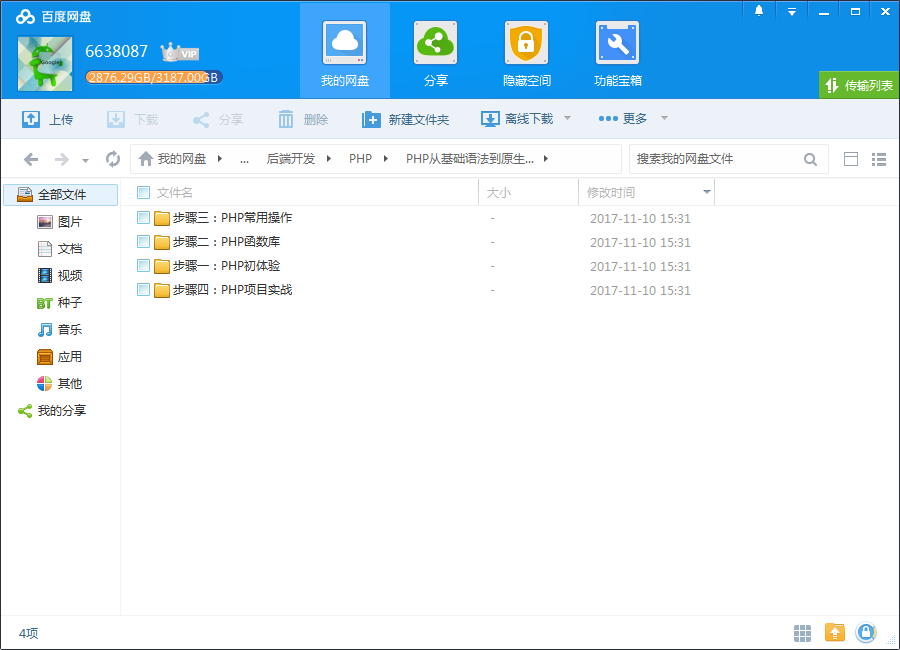 百度网盘
6638087 VIP
2876.29GB/3187.00GB
我的网盘 分享 隐藏空间 功能宝箱
传输列表
上传 下载 分享 删除 新建文件夹 离线下载 更多
我的网盘 ... 后端开发 PHP PHP从基础语法到原生... 搜索我的网盘文件
全部文件
图片
文档
视频
BT 种子
音乐
应用
其他
我的分享
文件名 大小 修改时间
步骤三：PHP常用操作 - 2017-11-10 15:31
步骤二：PHP函数库 - 2017-11-10 15:31
步骤一：PHP初体验 - 2017-11-10 15:31
步骤四：PHP项目实战 - 2017-11-10 15:31
4项